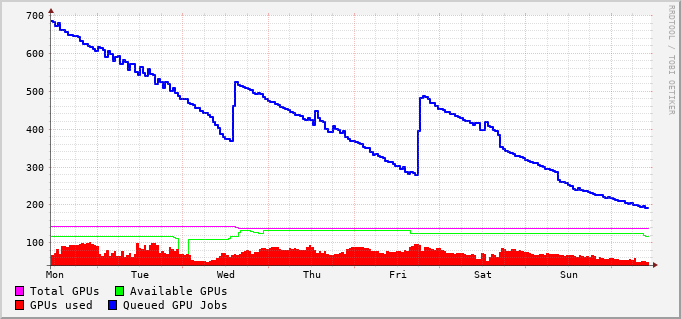 700
600
500
400
300
200
100
Mon Tue Wed Thu Fri Sat Sun
Total GPUs Available GPUs
GPUs used Queued GPU Jobs
RRDTOOL / TOBI OETIKER